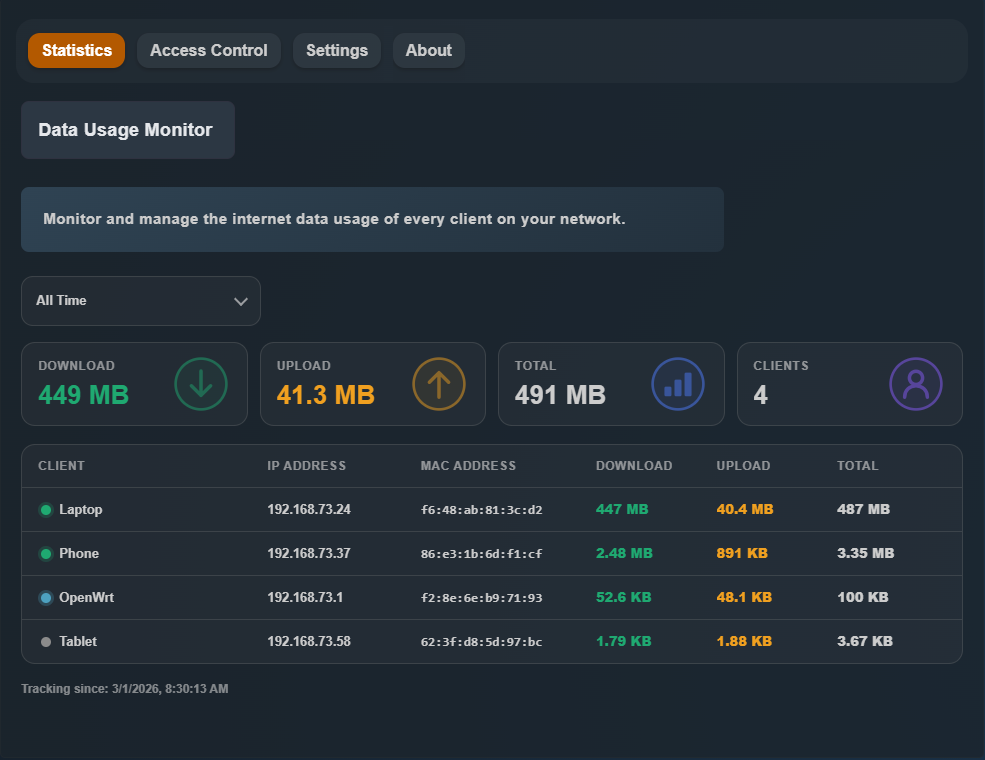 Statistics Access Control Settings About
Data Usage Monitor
Monitor and manage the internet data usage of every client on your network.
All Time
DOWNLOAD
449 MB
UPLOAD
41.3 MB
TOTAL
491 MB
CLIENTS
4
CLIENT IP ADDRESS MAC ADDRESS DOWNLOAD UPLOAD TOTAL
Laptop 192.168.73.24 f6:48:ab:81:3c:d2 447 MB 40.4 MB 487 MB
Phone 192.168.73.37 86:e3:1b:6d:f1:cf 2.48 MB 891 KB 3.35 MB
OpenWrt 192.168.73.1 f2:8e:6e:b9:71:93 52.6 KB 48.1 KB 100 KB
Tablet 192.168.73.58 62:3f:d8:5d:97:bc 1.79 KB 1.88 KB 3.67 KB
Tracking since: 3/1/2026, 8:30:13 AM